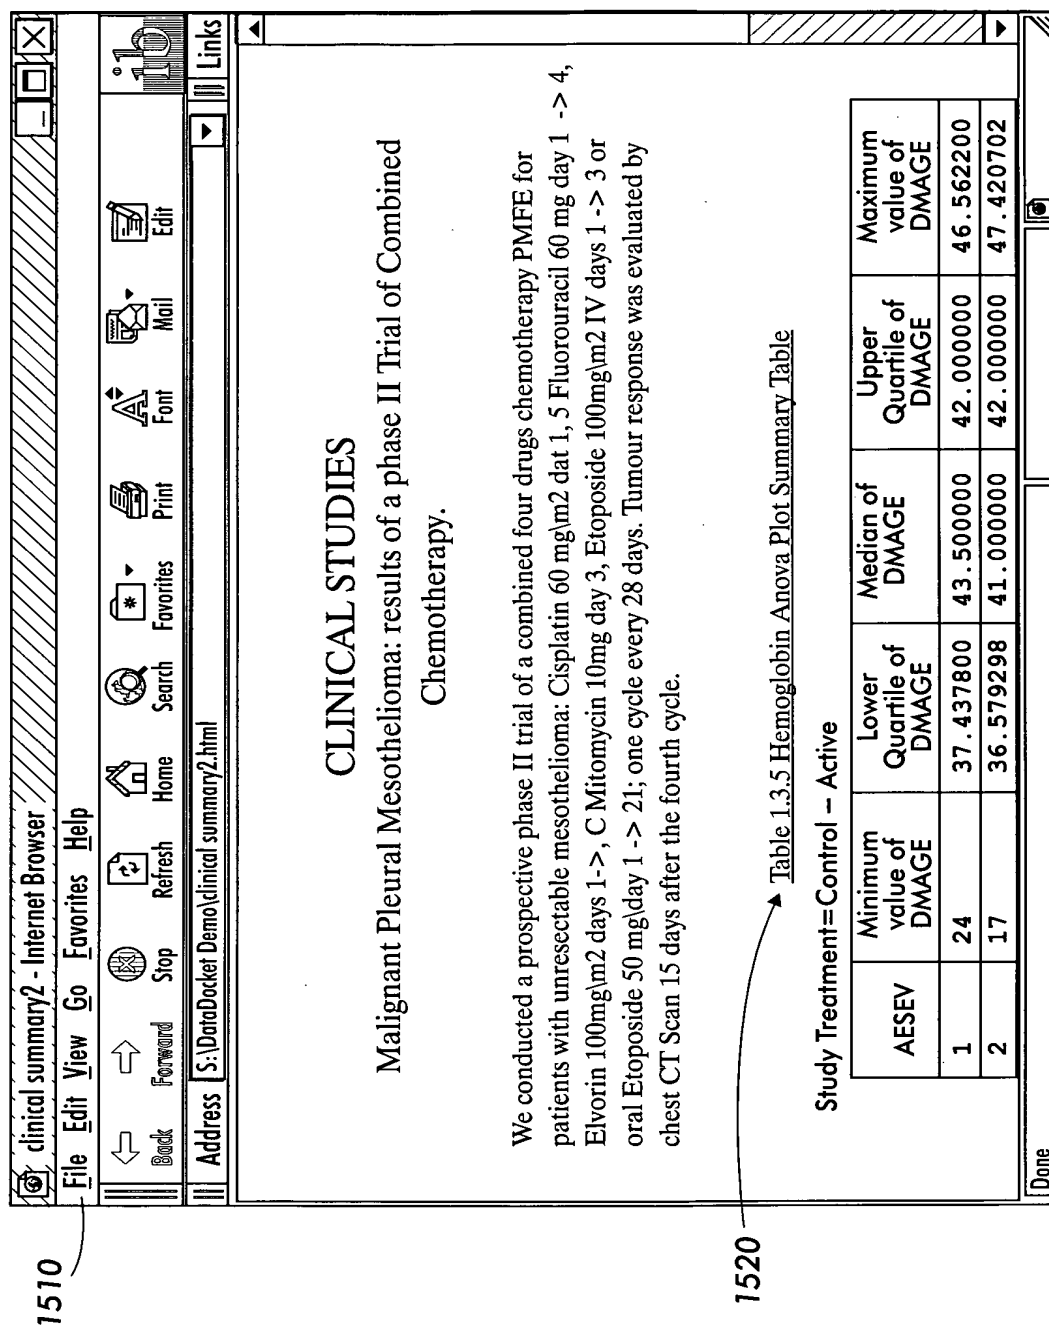 1510
clinical summary2 - Internet Browser
File Edit View Go Favorites Help
Back Forward Stop Refresh Home Search Favorites Print Font Mail Edit
Address S:\DataDocket Demo\clinical summary2.html Links
CLINICAL STUDIES
Malignant Pleural Mesothelioma: results of a phase II Trial of Combined
Chemotherapy.
We conducted a prospective phase II trial of a combined four drugs chemotherapy PMFE for
patients with unresectable mesothelioma: Cisplatin 60 mg\m2 dat 1, 5 Fluorouracil 60 mg day 1 -> 4,
Elvorin 100mg\m2 days 1->, C Mitomycin 10mg day 3, Etoposide 100mg\m2 IV days 1 -> 3 or
oral Etoposide 50 mg\day 1 -> 21; one cycle every 28 days. Tumour response was evaluated by
chest CT Scan 15 days after the fourth cycle.
1520
Table 1.3.5 Hemoglobin Anova Plot Summary Table
Study Treatment=Control – Active
AESEV Minimum value of DMAGE Lower Quartile of DMAGE Median of DMAGE Upper Quartile of DMAGE Maximum value of DMAGE
1 24 37.437800 43.500000 42.000000 46.562200
2 17 36.579298 41.000000 42.000000 47.420702
Done